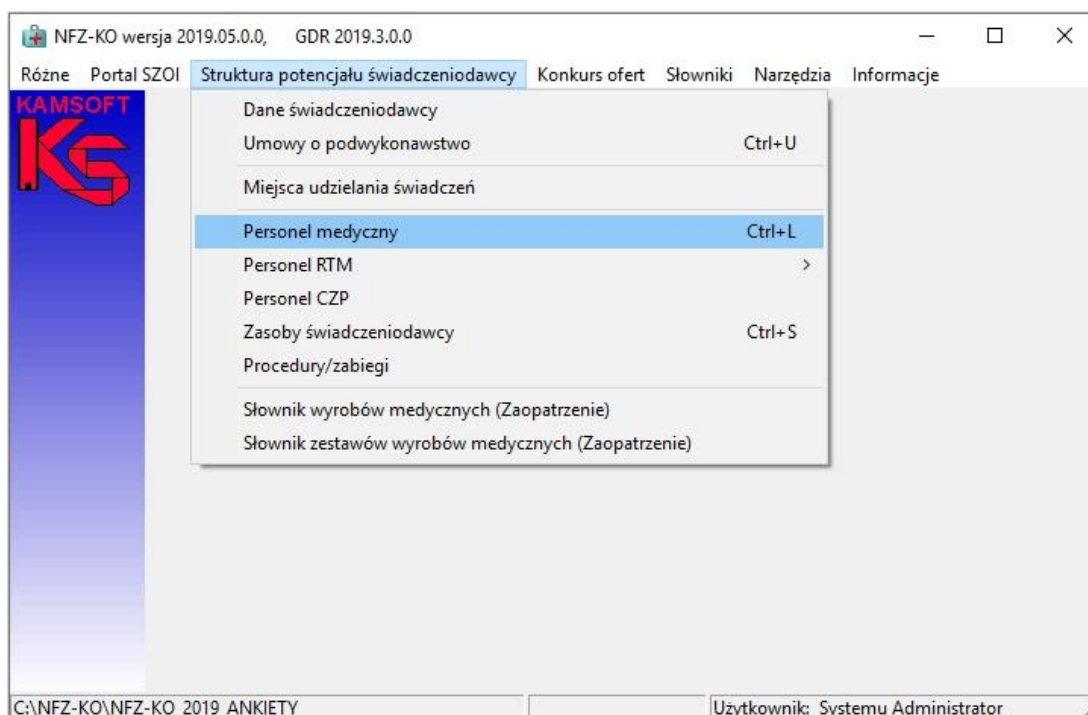 NFZ-KO wersja 2019.05.0.0, GDR 2019.3.0.0
Różne Portal SZOI Struktura potencjału świadczeniodawcy Konkurs ofert Słowniki Narzędzia Informacje
KAMSOFT
KS
Dane świadczeniodawcy
Umowy o podwykonawstwo Ctrl+U
Miejsca udzielania świadczeń
Personel medyczny Ctrl+L
Personel RTM >
Personel CZP
Zasoby świadczeniodawcy Ctrl+S
Procedury/zabiegi
Słownik wyrobów medycznych (Zaopatrzenie)
Słownik zestawów wyrobów medycznych (Zaopatrzenie)
C:\NFZ-KO\NFZ-KO_2019_ANKIETY Użytkownik: Systemu Administrator